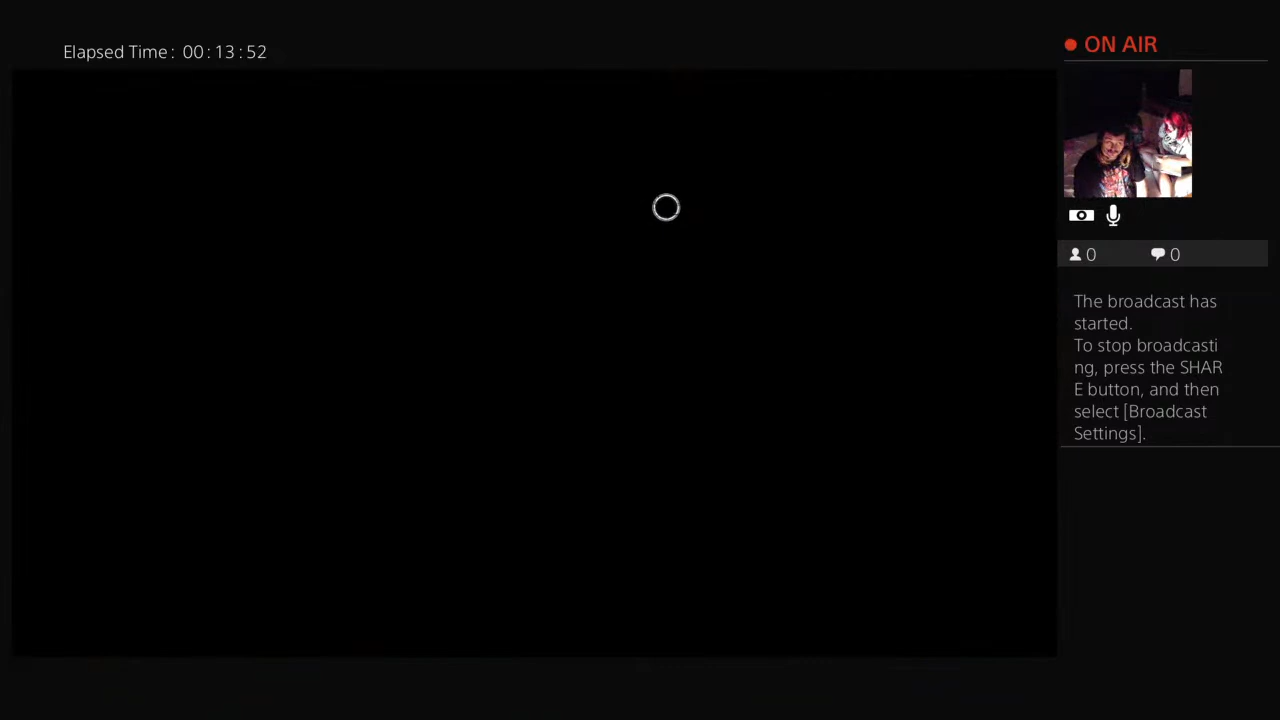 Elapsed Time: 00:13:52
ON AIR
0 0
The broadcast has
started.
To stop broadcasti
ng, press the SHAR
E button, and then
select [Broadcast
Settings].